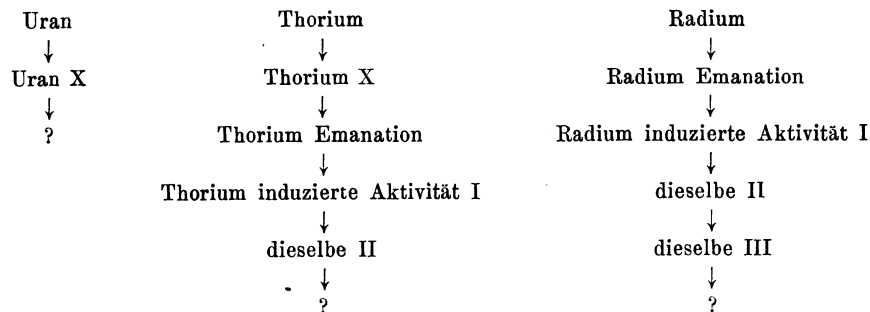 Uran
↓
Uran X
↓
?
Thorium
↓
Thorium X
↓
Thorium Emanation
↓
Thorium induzierte Aktivität I
↓
dieselbe II
↓
?
Radium
↓
Radium Emanation
↓
Radium induzierte Aktivität I
↓
dieselbe II
↓
dieselbe III
↓
?